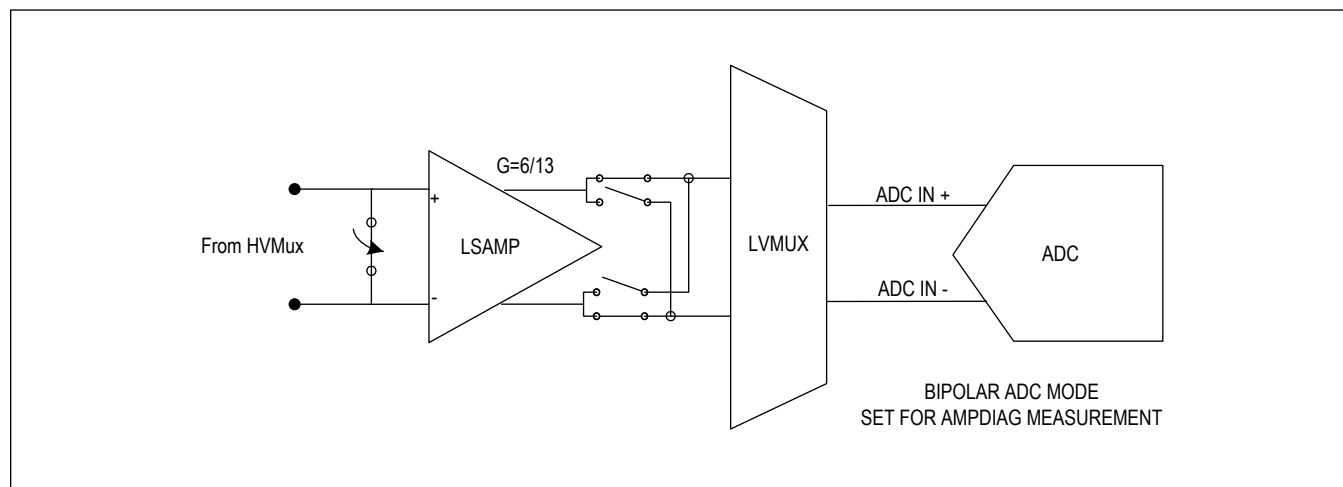 G=6/13
+
From HVMux
LSAMP
-
LVMUX
ADC IN +
ADC
ADC IN -
BIPOLAR ADC MODE
SET FOR AMPDIAG MEASUREMENT